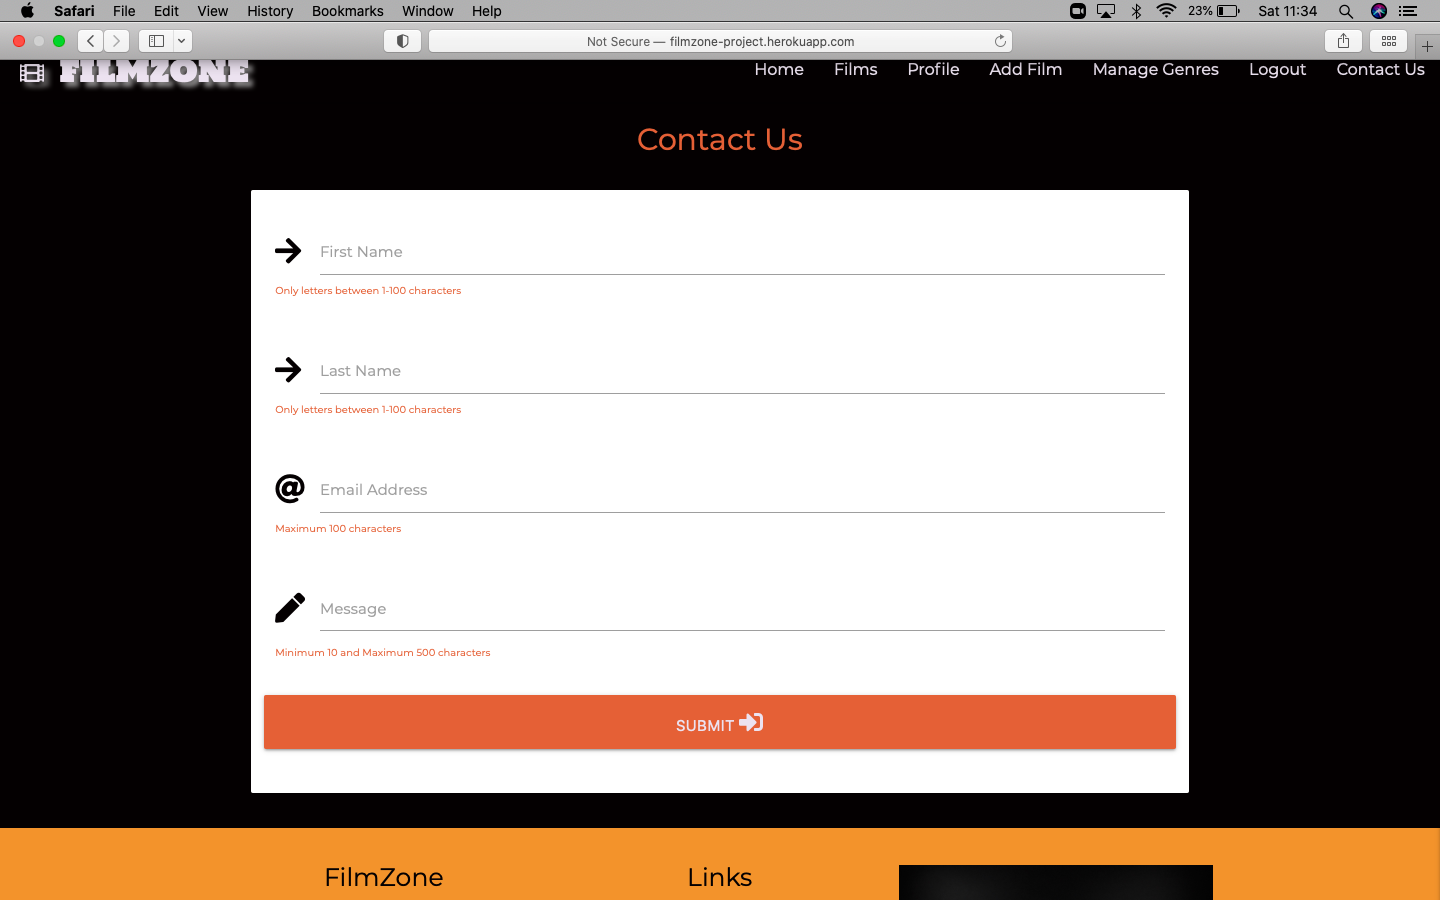 Safari File Edit View History Bookmarks Window Help 23% Sat 11:34
Not Secure — filmzone-project.herokuapp.com
FILMZONE Home Films Profile Add Film Manage Genres Logout Contact Us
Contact Us
First Name
Only letters between 1-100 characters
Last Name
Only letters between 1-100 characters
@ Email Address
Maximum 100 characters
Message
Minimum 10 and Maximum 500 characters
SUBMIT
FilmZone Links